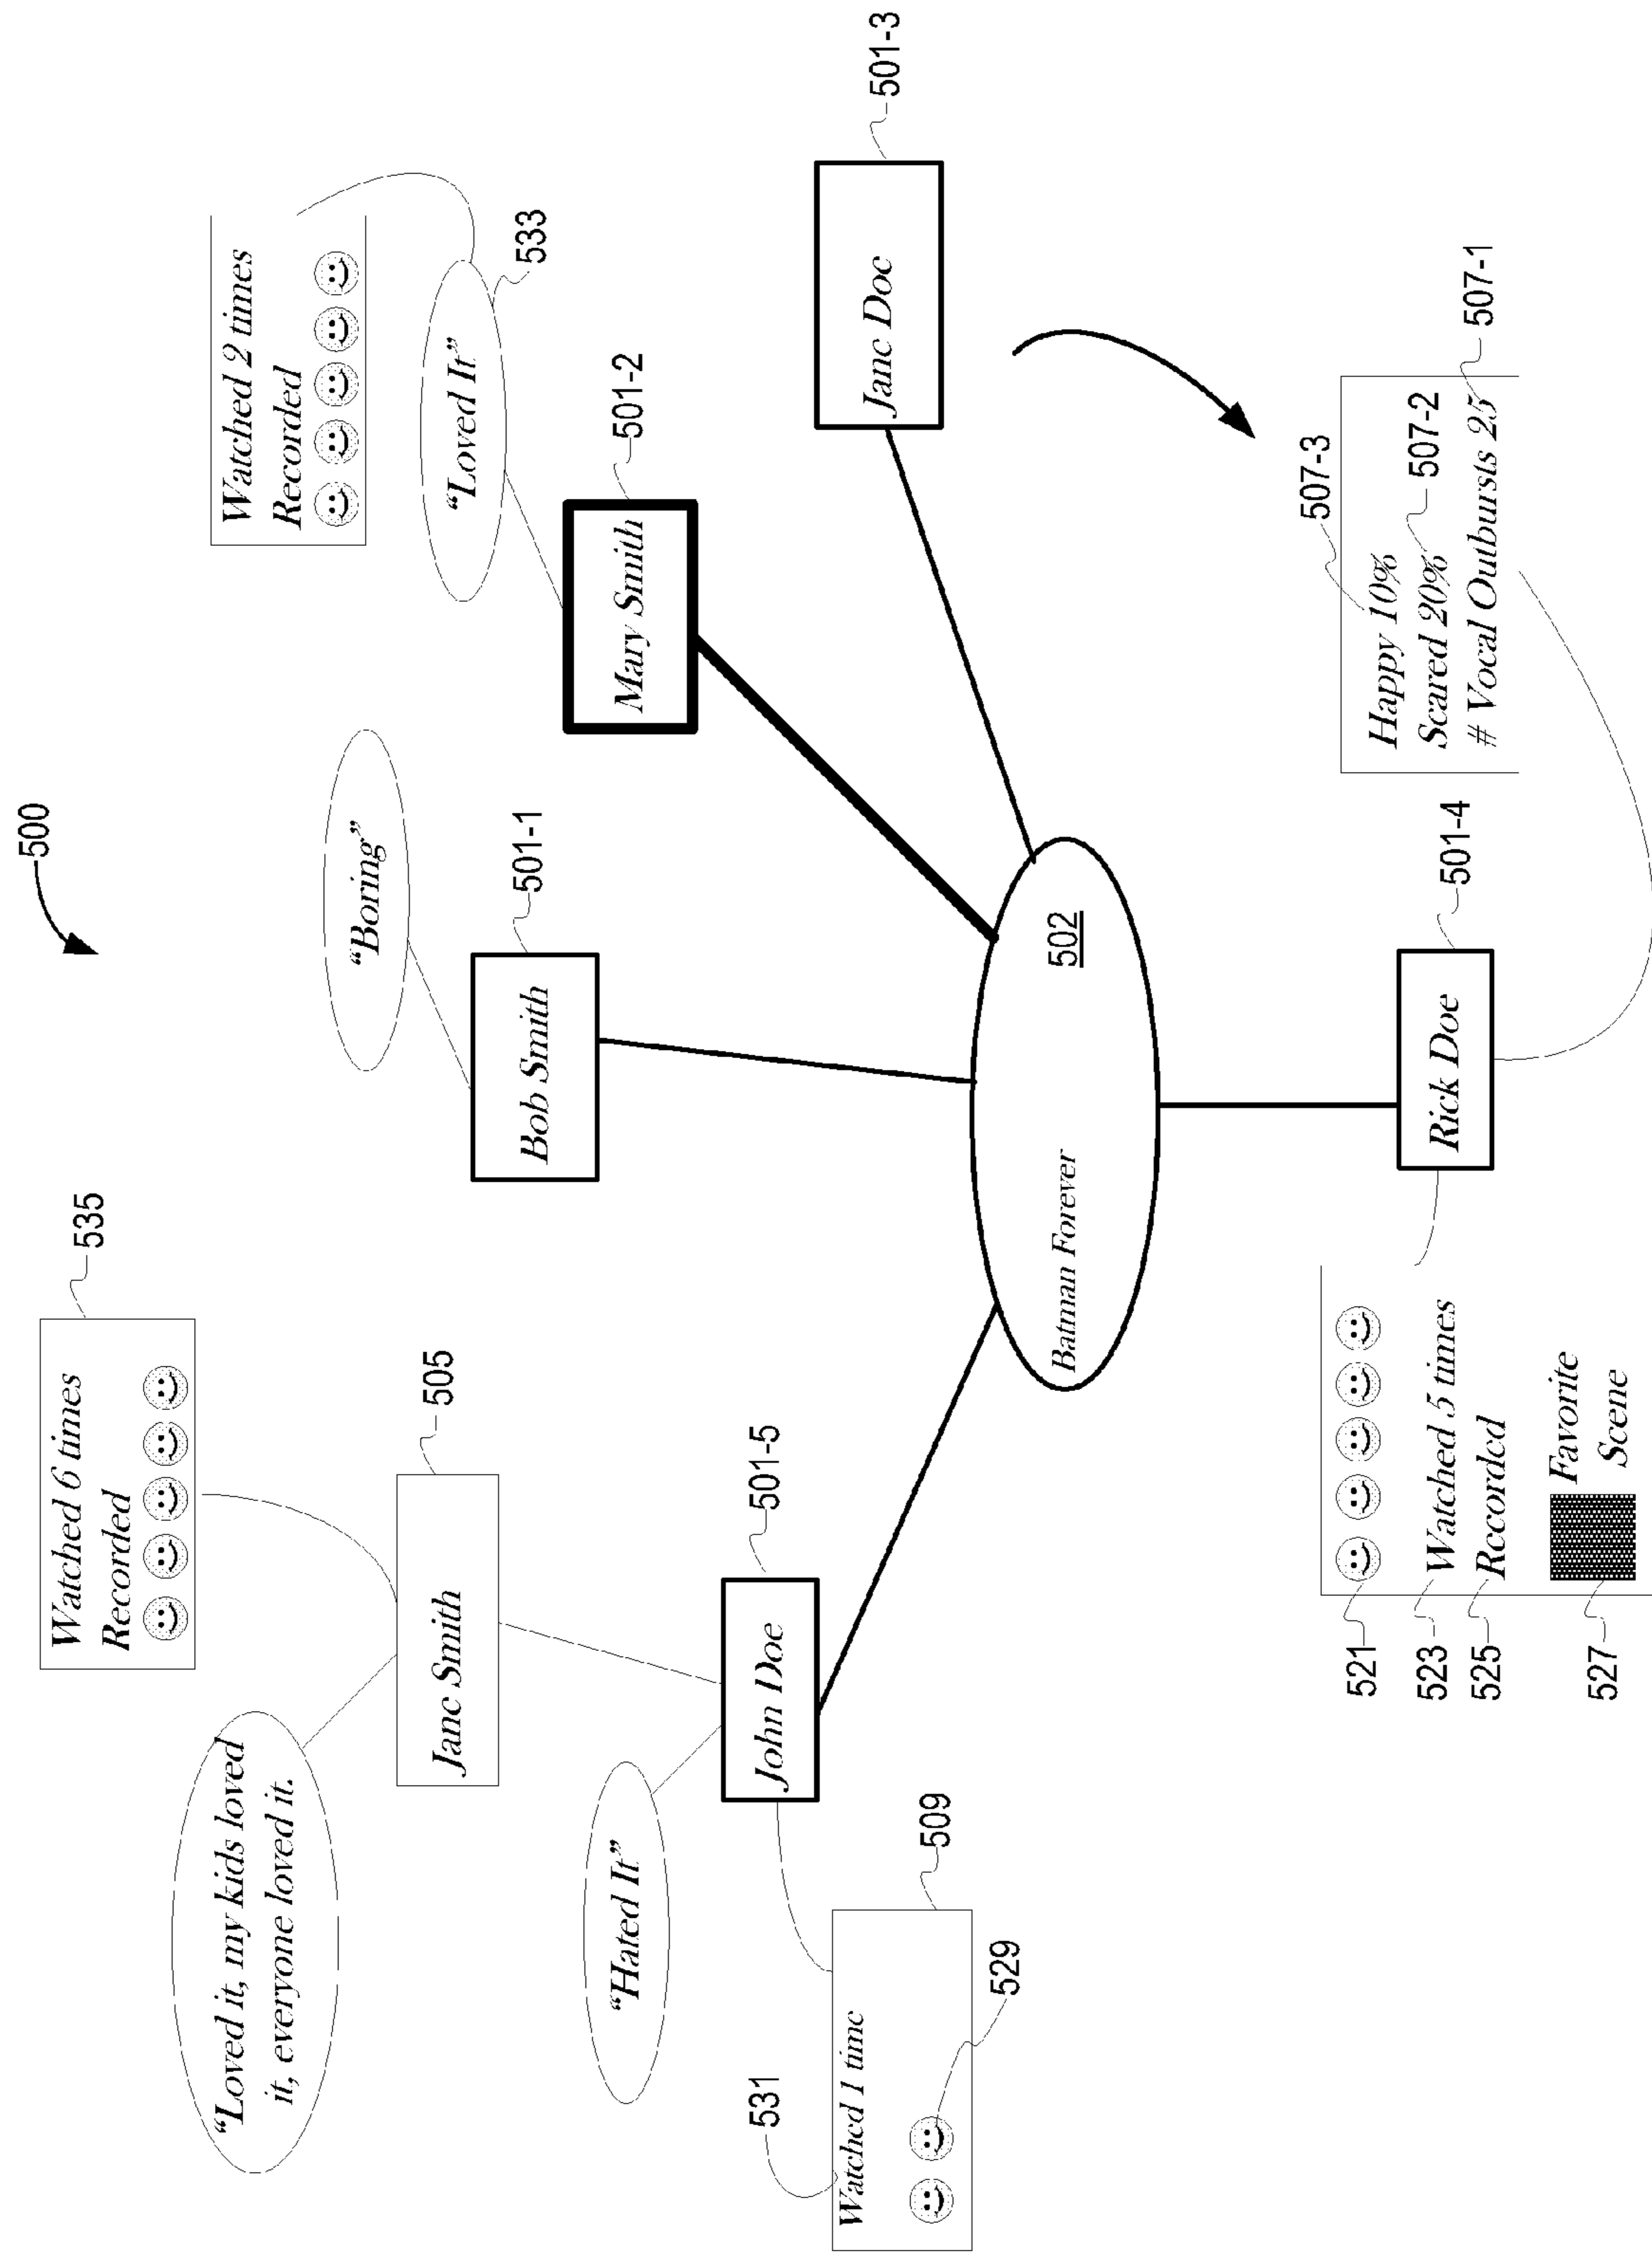 500
Watched 6 times
Recorded
535
"Loved it, my kids loved
it, everyone loved it.
Janc Smith
505
"Hated It"
John Doe
501-5
531
Watched 1 time
529
509
"Boring"
Bob Smith
501-1
Watched 2 times
Recorded
"Loved It"
533
Mary Smith
501-2
Janc Doc
501-3
502
Batman Forever
Rick Doe
501-4
521
523
Watched 5 times
525
Recorded
527
Favorite
Scene
507-3
Happy 10%
Scared 20%
507-2
# Vocal Outbursts 25
507-1